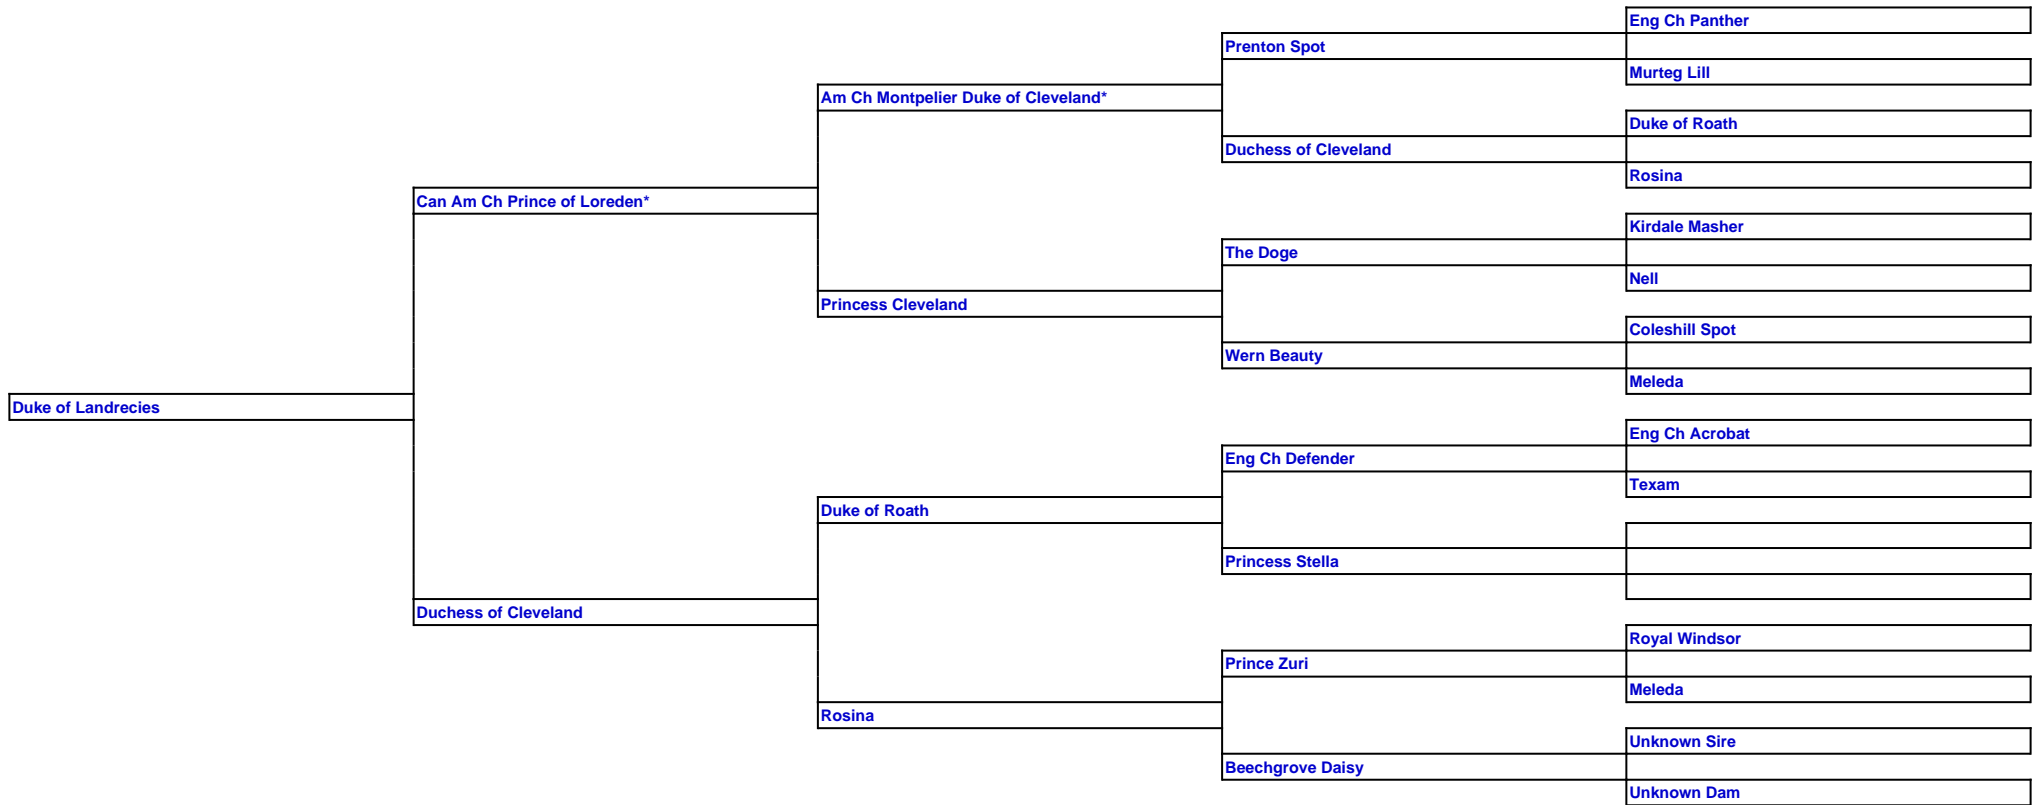 Eng Ch Panther
Prenton Spot
Murteg Lill
Am Ch Montpelier Duke of Cleveland*
Duke of Roath
Duchess of Cleveland
Rosina
Can Am Ch Prince of Loreden*
Kirdale Masher
The Doge
Nell
Princess Cleveland
Coleshill Spot
Wern Beauty
Meleda
Duke of Landrecies
Eng Ch Acrobat
Eng Ch Defender
Texam
Duke of Roath
Princess Stella
Duchess of Cleveland
Royal Windsor
Prince Zuri
Meleda
Rosina
Unknown Sire
Beechgrove Daisy
Unknown Dam